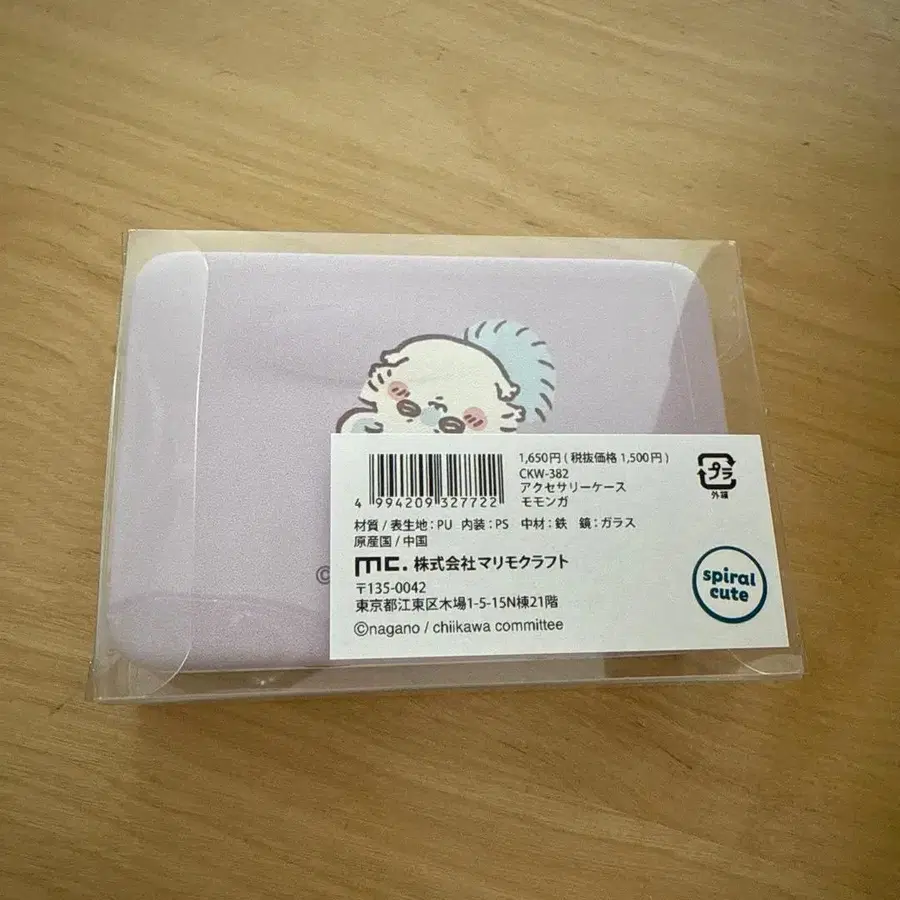 1,650円 ( 税抜価格 1,500円 )
CKW-382
アクセサリーケース
モモンガ
4 994209 327722
プラ
外箱
材質 / 表生地 : PU 内装 : PS 中材 : 鉄 鏡 : ガラス
原産国 / 中国
mc. 株式会社マリモクラフト
〒135-0042
東京都江東区木場1-5-15N棟21階
©nagano / chiikawa committee
spiral
cute
©